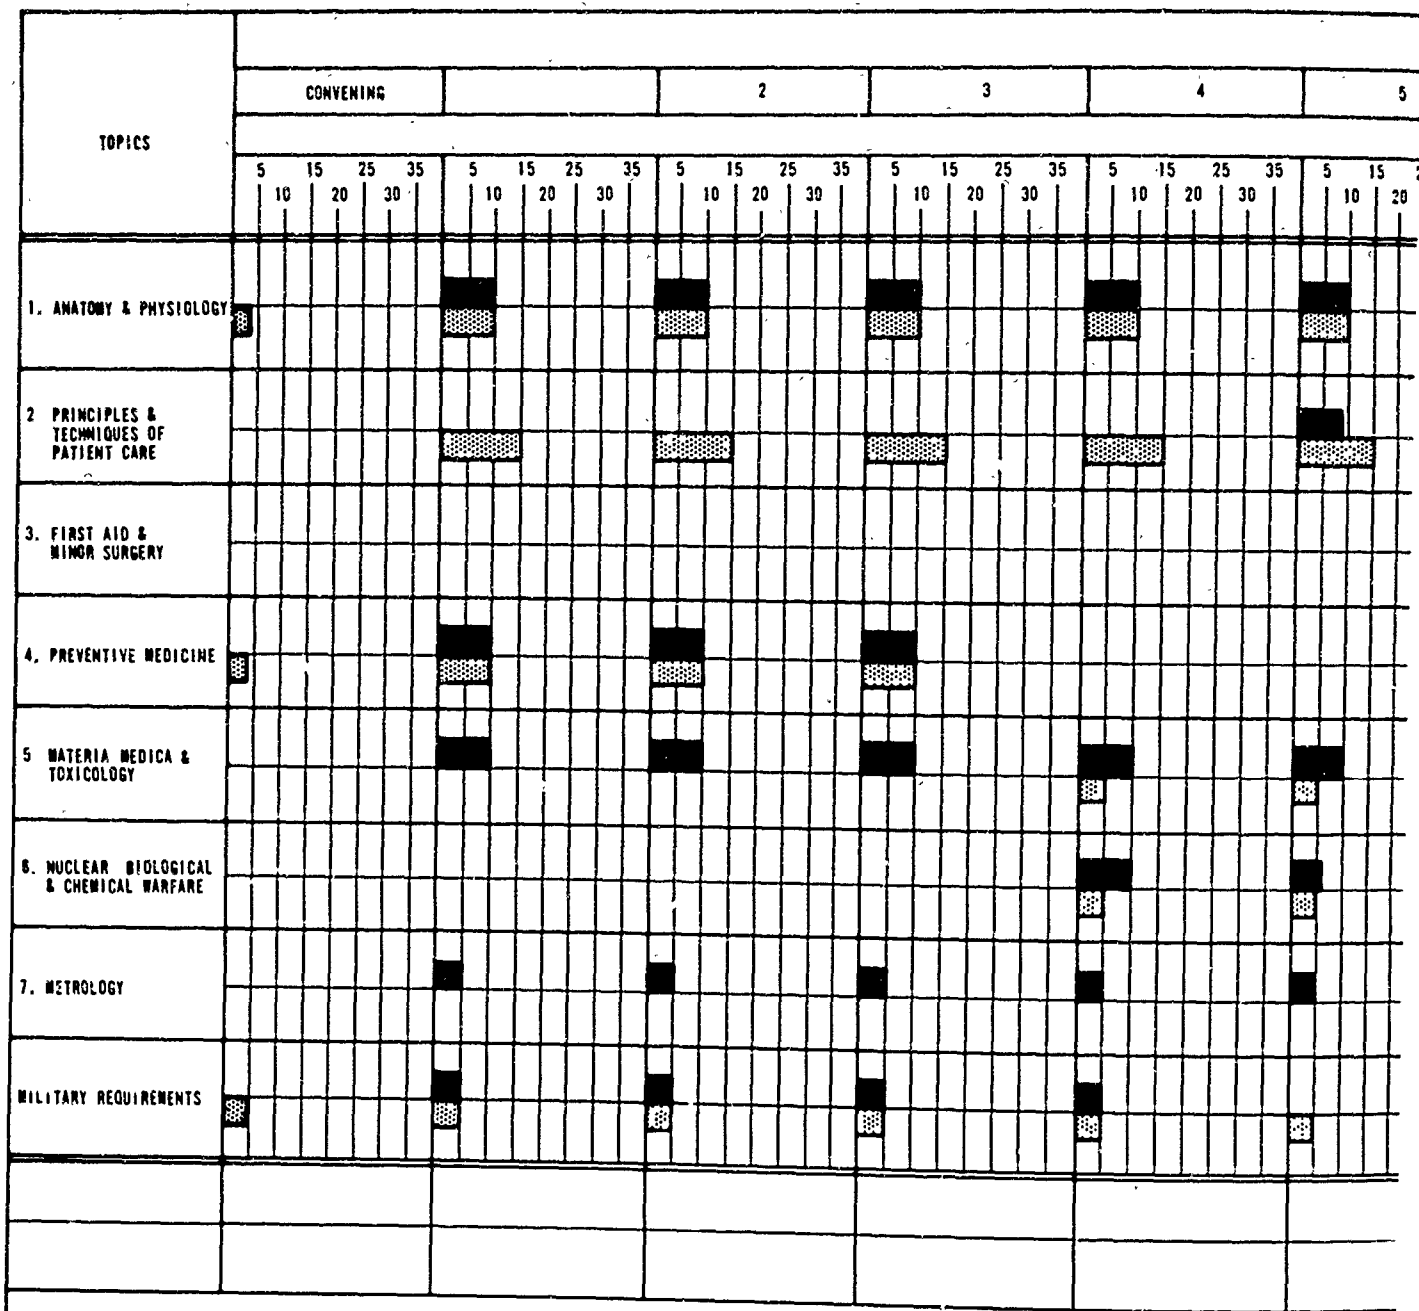 TOPICS
CONVENING 2 3 4 5
5 15 25 35 5 15 25 35 5 15 25 35 5 15 25 35 5 15 25 35 5 15
10 20 30 10 20 30 10 20 30 10 20 30 10 20 30 10 20
1. ANATOMY & PHYSIOLOGY
2 PRINCIPLES &
TECHNIQUES OF
PATIENT CARE
3. FIRST AID &
MINOR SURGERY
4. PREVENTIVE MEDICINE
5 MATERIA MEDICA &
TOXICOLOGY
6. NUCLEAR BIOLOGICAL
& CHEMICAL WARFARE
7. METROLOGY
MILITARY REQUIREMENTS